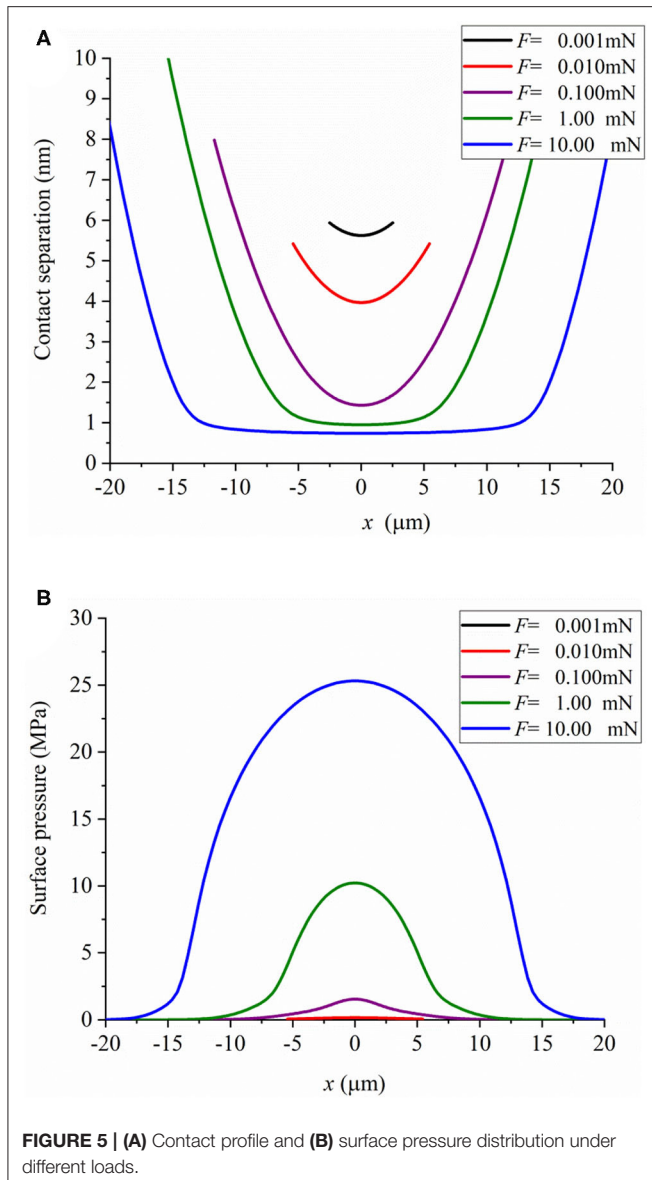 A
F= 0.001mN
F= 0.010mN
F= 0.100mN
F= 1.00 mN
F= 10.00 mN
10
9
8
7
6
5
4
3
2
1
0
Contact separation (nm)
-20 -15 -10 -5 0 5 10 15 20
x (μm)
B
F= 0.001mN
F= 0.010mN
F= 0.100mN
F= 1.00 mN
F= 10.00 mN
30
25
20
15
10
5
0
Surface pressure (MPa)
-20 -15 -10 -5 0 5 10 15 20
x (μm)
FIGURE 5 | (A) Contact profile and (B) surface pressure distribution under
different loads.